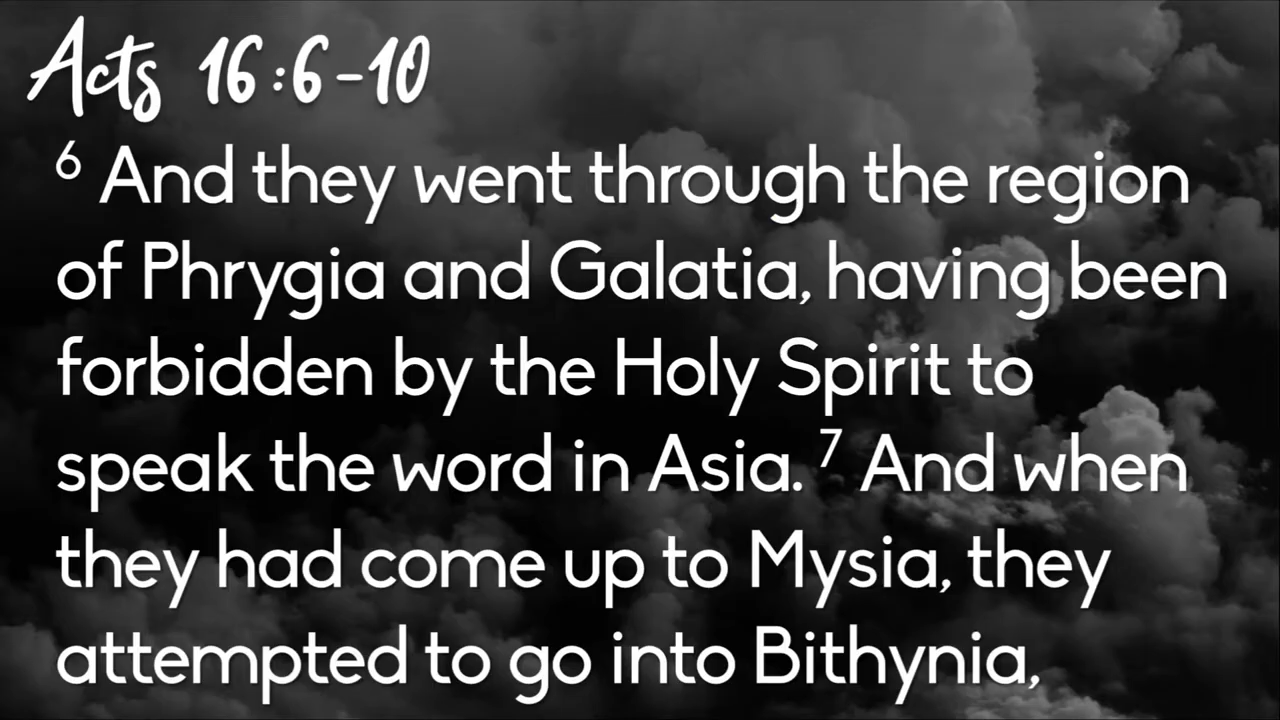 Acts 16:6-10
6 And they went through the region
of Phrygia and Galatia, having been
forbidden by the Holy Spirit to
speak the word in Asia. 7 And when
they had come up to Mysia, they
attempted to go into Bithynia,